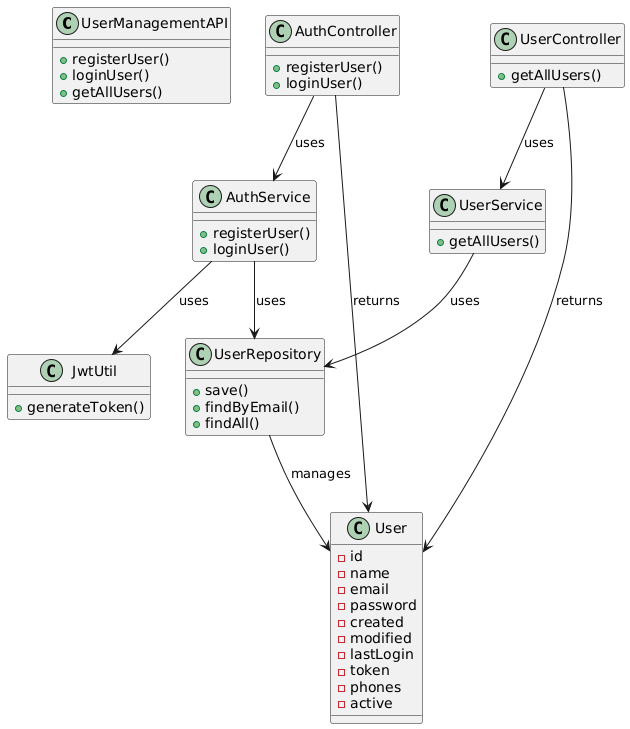 C UserManagementAPI
registerUser()
loginUser()
getAllUsers()
C AuthController
registerUser()
loginUser()
C UserController
getAllUsers()
uses
uses
C AuthService
registerUser()
loginUser()
C UserService
getAllUsers()
uses
uses
returns
uses
returns
C JwtUtil
generateToken()
C UserRepository
save()
findByEmail()
findAll()
manages
C User
id
name
email
password
created
modified
lastLogin
token
phones
active